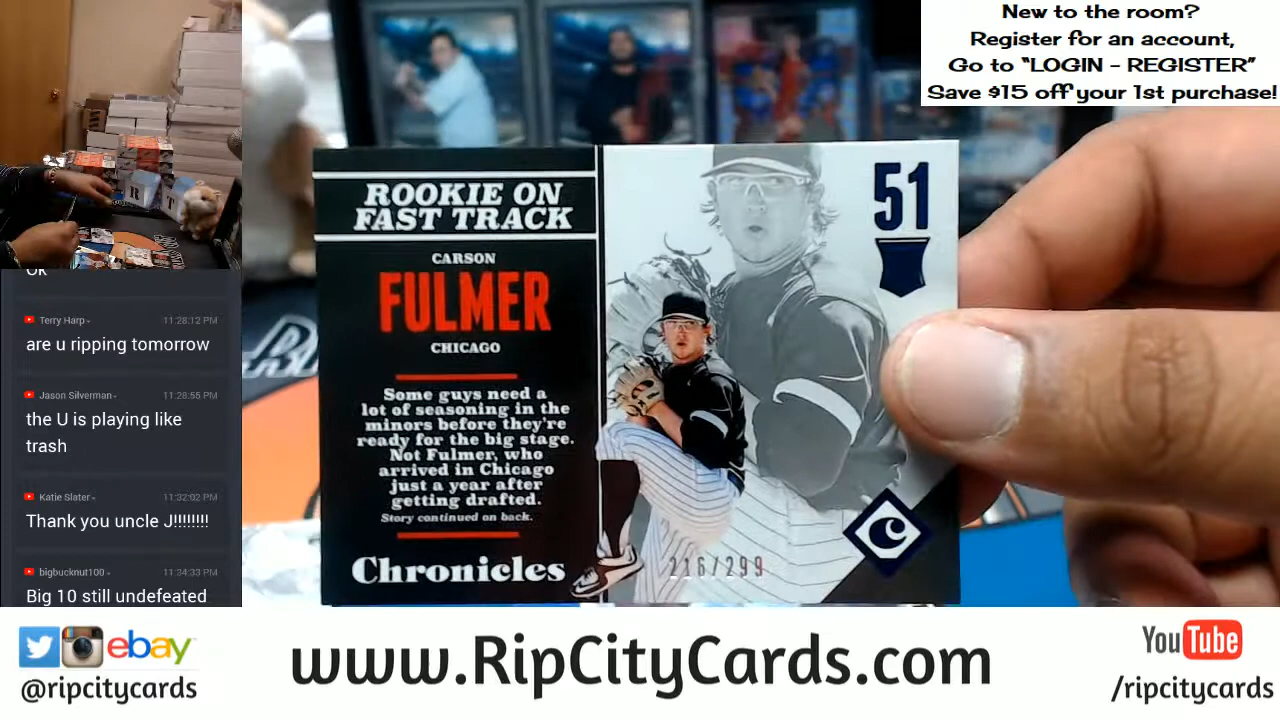 New to the room?
Register for an account,
Go to “LOGIN - REGISTER”
Save $15 off your 1st purchase!
ROOKIE ON
FAST TRACK
CARSON
FULMER
CHICAGO
Some guys need a
lot of seasoning in the
minors before they're
ready for the big stage.
Not Fulmer, who
arrived in Chicago
just a year after
getting drafted.
Story continued on back.
Chronicles
51
C
216/299
R T
OK
Terry Harp 11:28:12 PM
are u ripping tomorrow
Jason Silverman 11:28:55 PM
the U is playing like
trash
Katie Slater 11:32:02 PM
Thank you uncle J!!!!!!!!
bigbucknut100 11:34:33 PM
Big 10 still undefeated
ebay
@ripcitycards
www.RipCityCards.com
YouTube
/ripcitycards